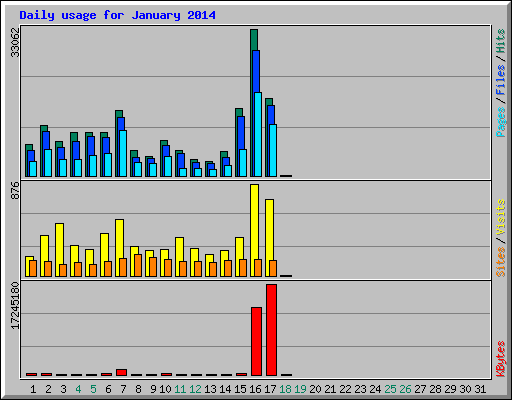 Daily usage for January 2014
33062
Pages/Files/Hits
876
Sites/Visits
17245180
KBytes
1 2 3 4 5 6 7 8 9 10 11 12 13 14 15 16 17 18 19 20 21 22 23 24 25 26 27 28 29 30 31